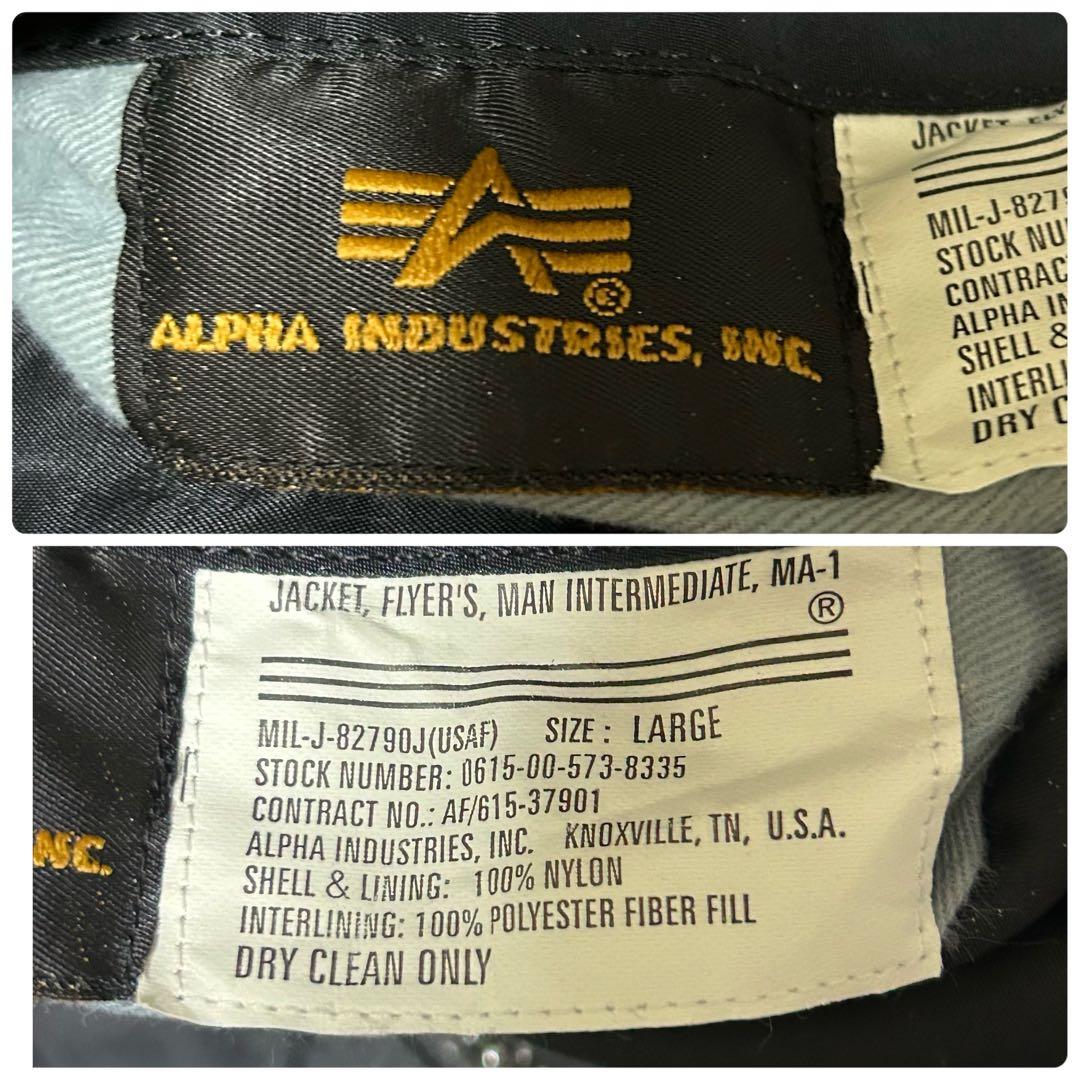 ALPHA INDUSTRIES, INC.
®
JACKET, FLY
MIL-J-8279
STOCK NU
CONTRAC
ALPHA IN
SHELL &
INTERLI
DRY C
JACKET, FLYER'S, MAN INTERMEDIATE, MA-1
®
MIL-J-82790J(USAF) SIZE: LARGE
STOCK NUMBER: 0615-00-573-8335
CONTRACT NO.: AF/615-37901
ALPHA INDUSTRIES, INC. KNOXVILLE, TN, U.S.A.
SHELL & LINING: 100% NYLON
INTERLINING: 100% POLYESTER FIBER FILL
DRY CLEAN ONLY
NC.